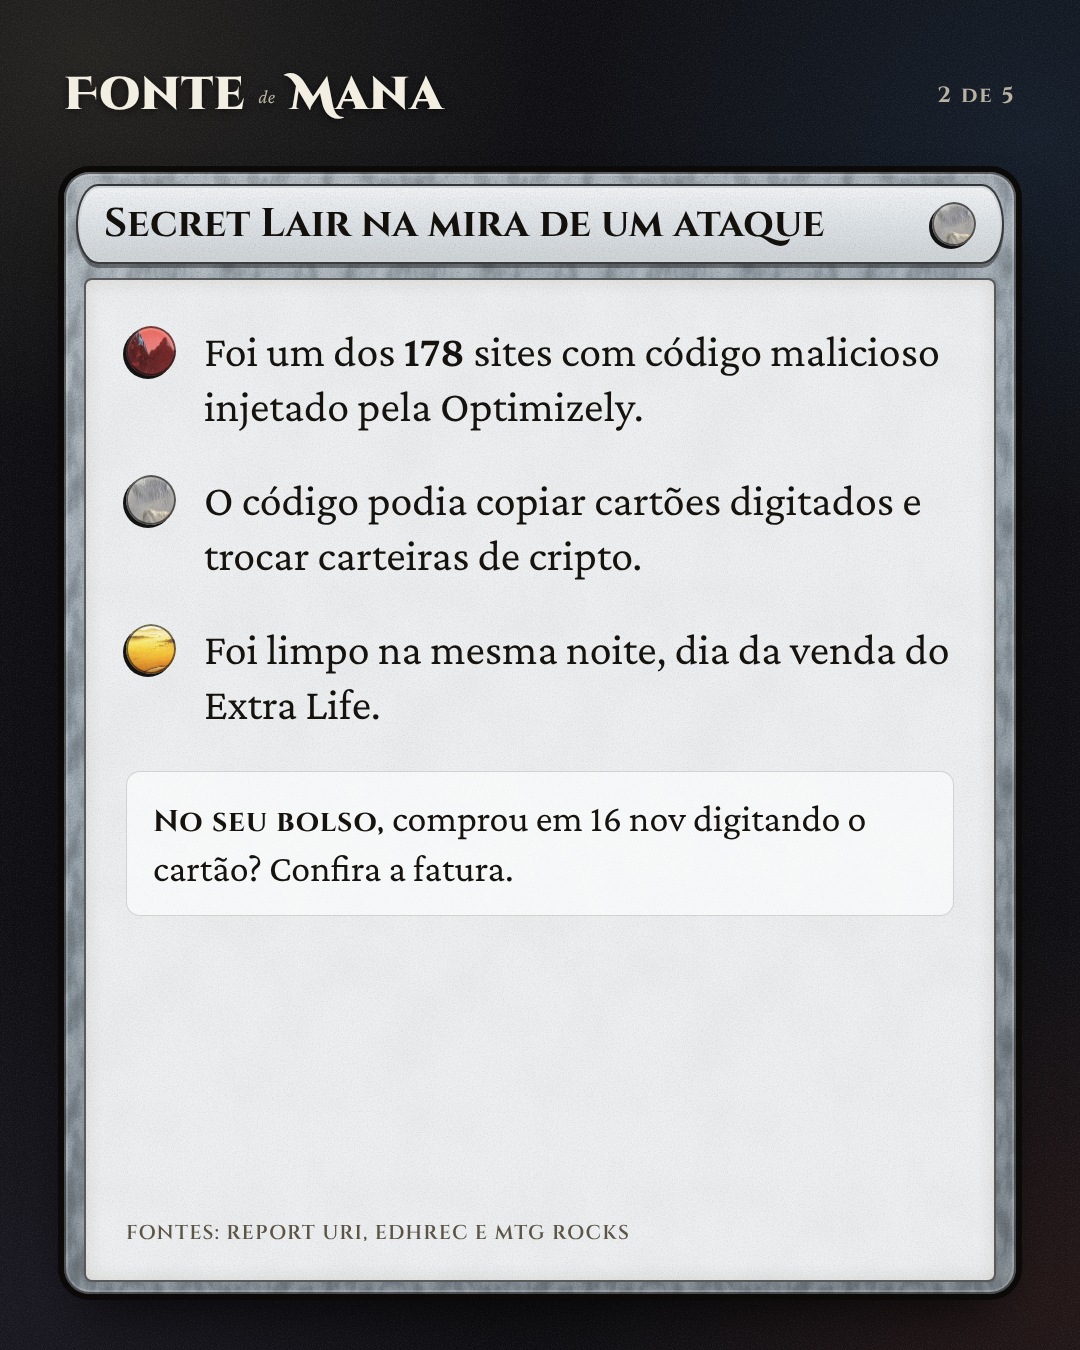 Fonte de Mana
2 de 5
Secret Lair na mira de um ataque
Foi um dos 178 sites com código malicioso
injetado pela Optimizely.
O código podia copiar cartões digitados e
trocar carteiras de cripto.
Foi limpo na mesma noite, dia da venda do
Extra Life.
No seu bolso, comprou em 16 nov digitando o
cartão? Confira a fatura.
FONTES: REPORT URI, EDHREC E MTG ROCKS